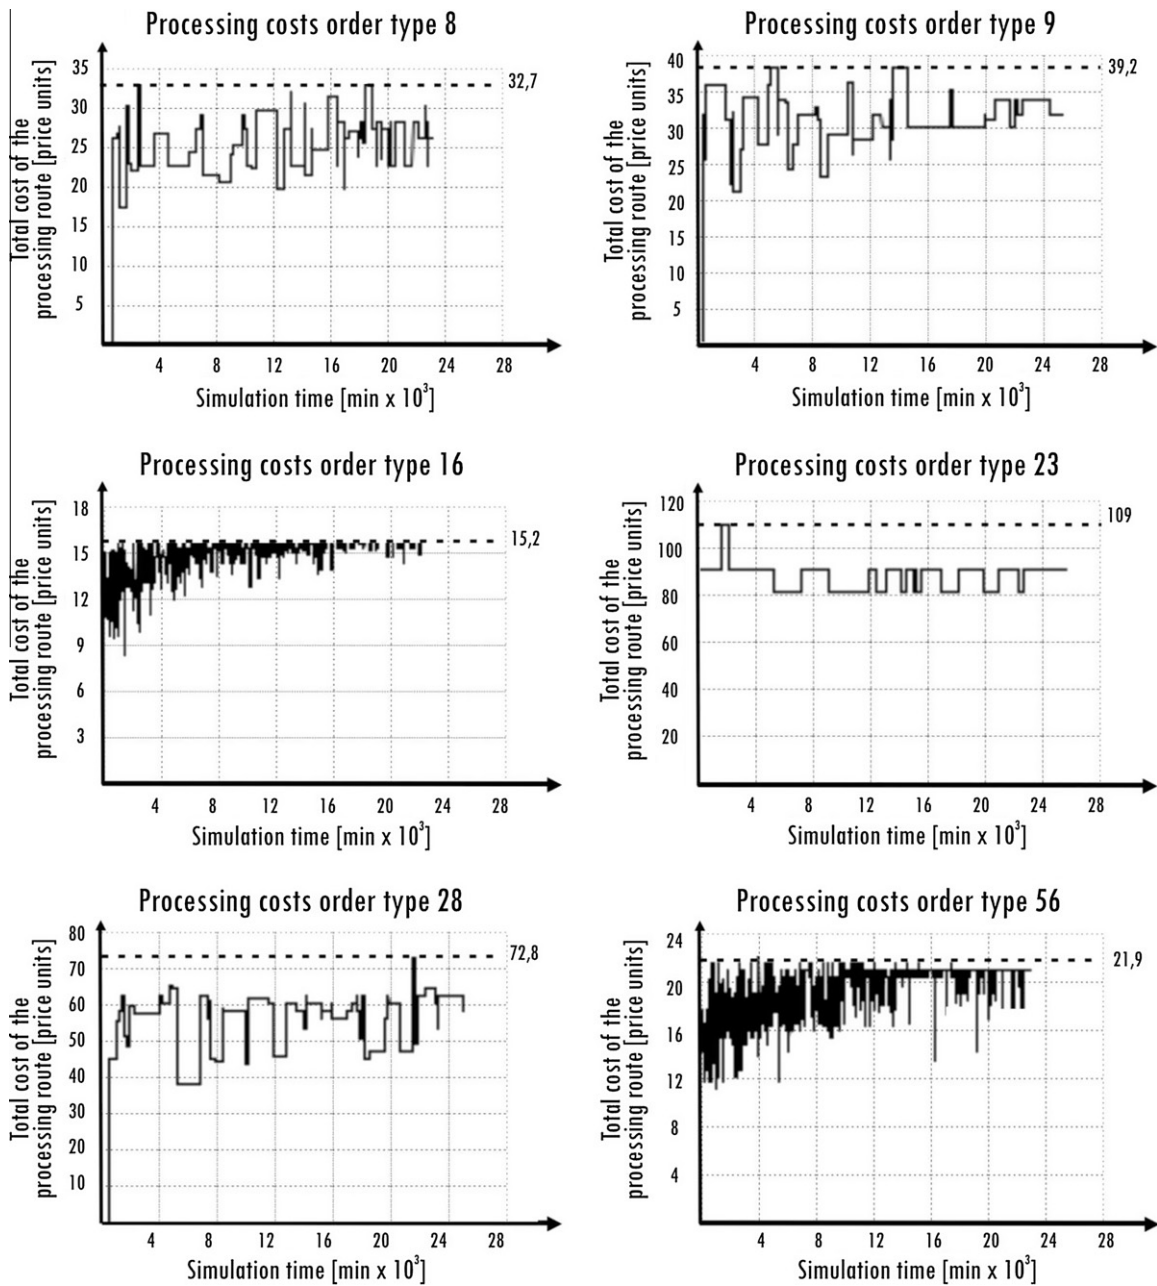 Processing costs order type 8
Total cost of the
processing route [price units]
35
30
25
20
15
10
5
32,7
4 8 12 16 20 24 28
Simulation time [min x 10³]
Processing costs order type 9
Total cost of the
processing route [price units]
40
35
30
25
20
15
10
5
39,2
4 8 12 16 20 24 28
Simulation time [min x 10³]
Processing costs order type 16
Total cost of the
processing route [price units]
18
15
12
9
6
3
15,2
4 8 12 16 20 24 28
Simulation time [min x 10³]
Processing costs order type 23
Total cost of the
processing route [price units]
120
100
80
60
40
20
109
4 8 12 16 20 24 28
Simulation time [min x 10³]
Processing costs order type 28
Total cost of the
processing route [price units]
80
70
60
50
40
30
20
10
72,8
4 8 12 16 20 24 28
Simulation time [min x 10³]
Processing costs order type 56
Total cost of the
processing route [price units]
24
20
16
12
8
4
21,9
4 8 12 16 20 24 28
Simulation time [min x 10³]